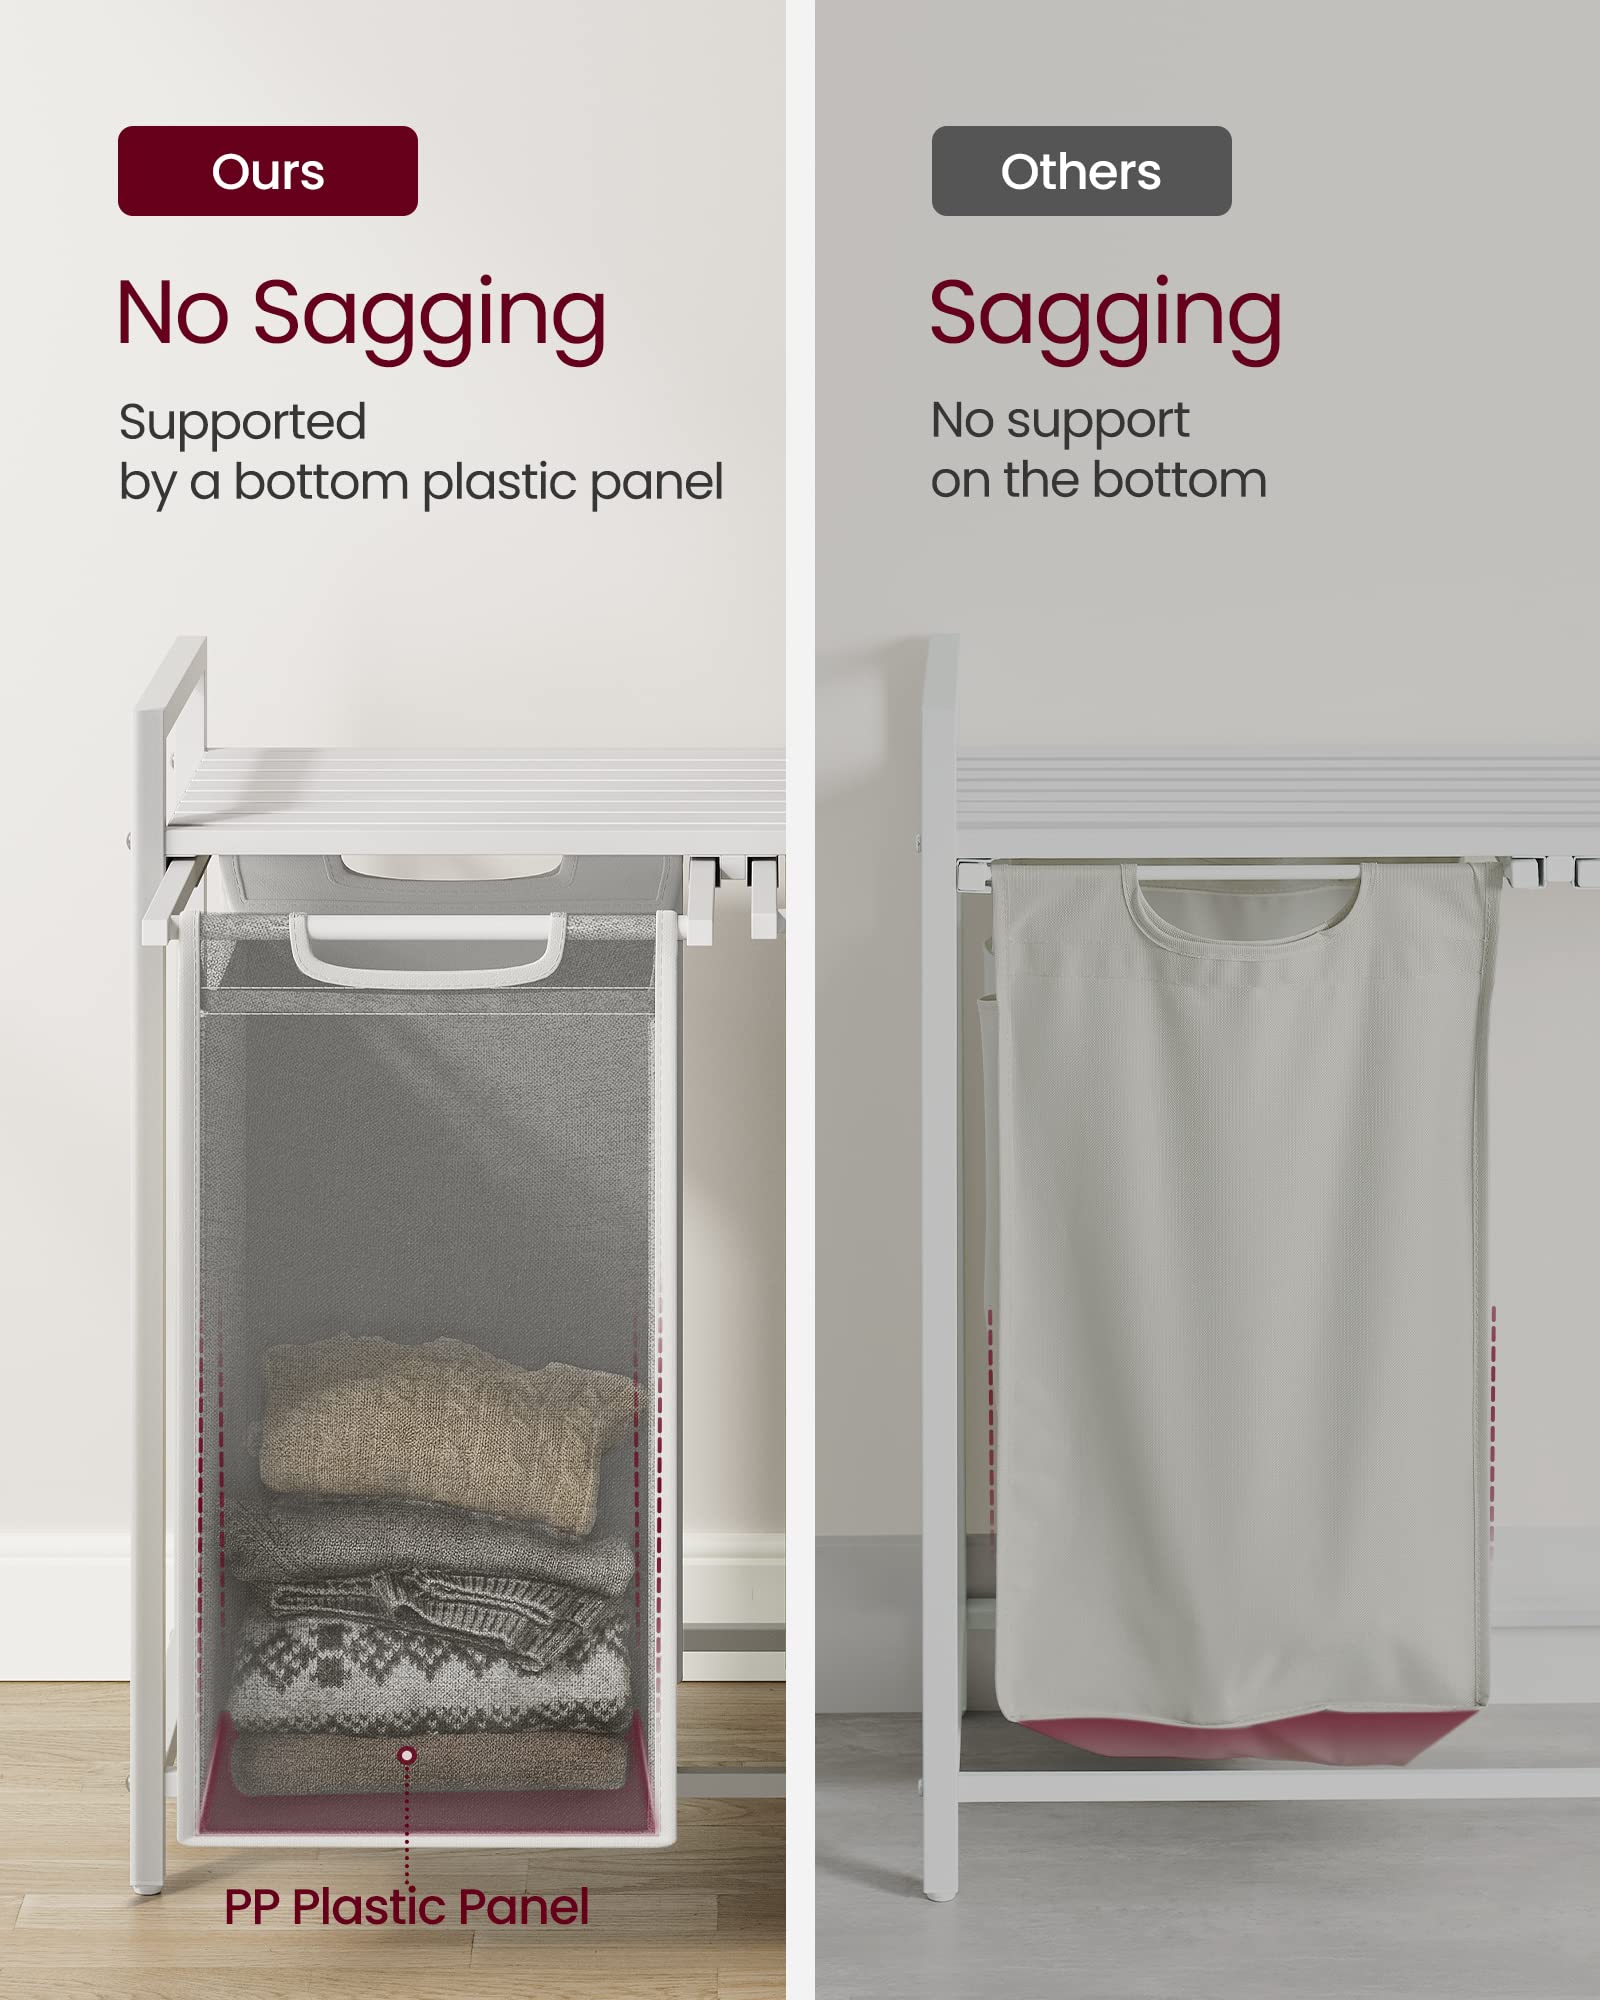 Ours
No Sagging
Supported
by a bottom plastic panel
PP Plastic Panel
Others
Sagging
No support
on the bottom